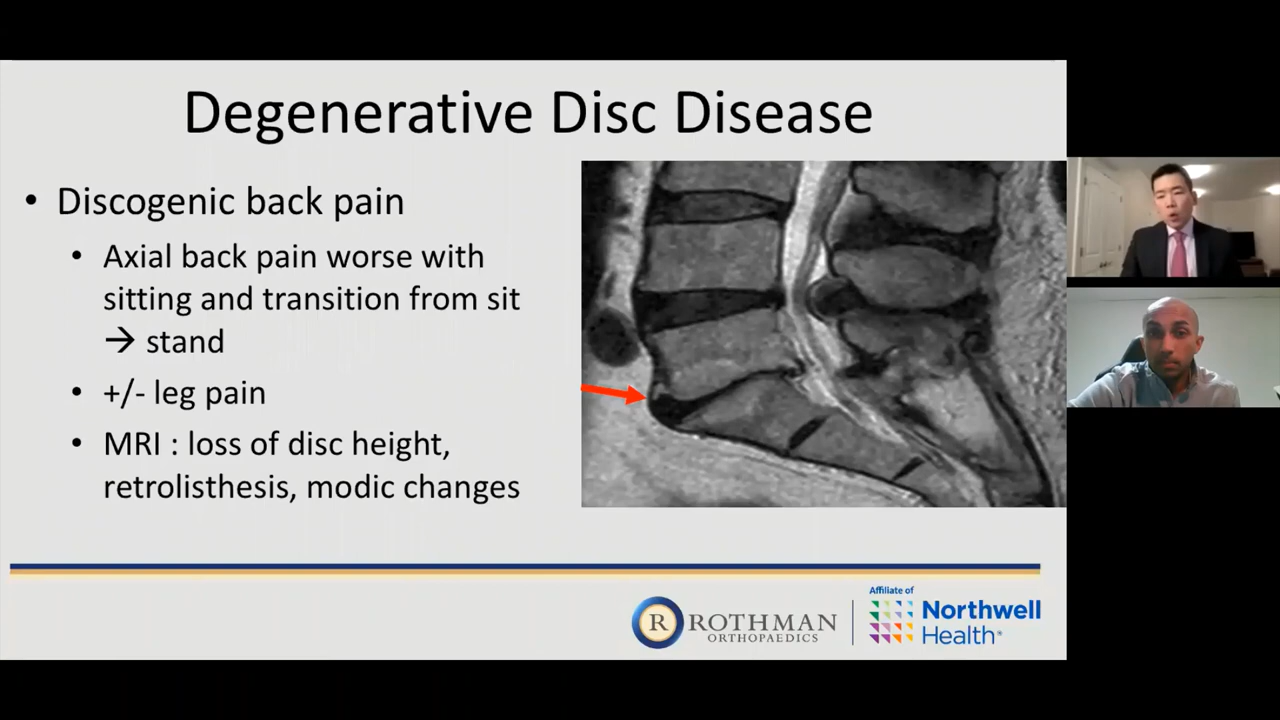 Degenerative Disc Disease
• Discogenic back pain
• Axial back pain worse with
sitting and transition from sit
→ stand
• +/- leg pain
• MRI : loss of disc height,
retrolisthesis, modic changes
R ROTHMAN
ORTHOPAEDICS
Affiliate of
Northwell
Health®